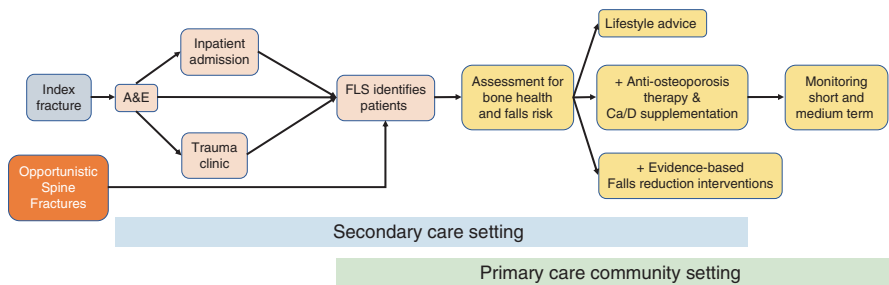 Index
fracture
A&E
Inpatient
admission
Trauma
clinic
Opportunistic
Spine
Fractures
FLS identifies
patients
Assessment for
bone health
and falls risk
Lifestyle advice
+ Anti-osteoporosis
therapy &
Ca/D supplementation
+ Evidence-based
Falls reduction interventions
Monitoring
short and
medium term
Secondary care setting
Primary care community setting